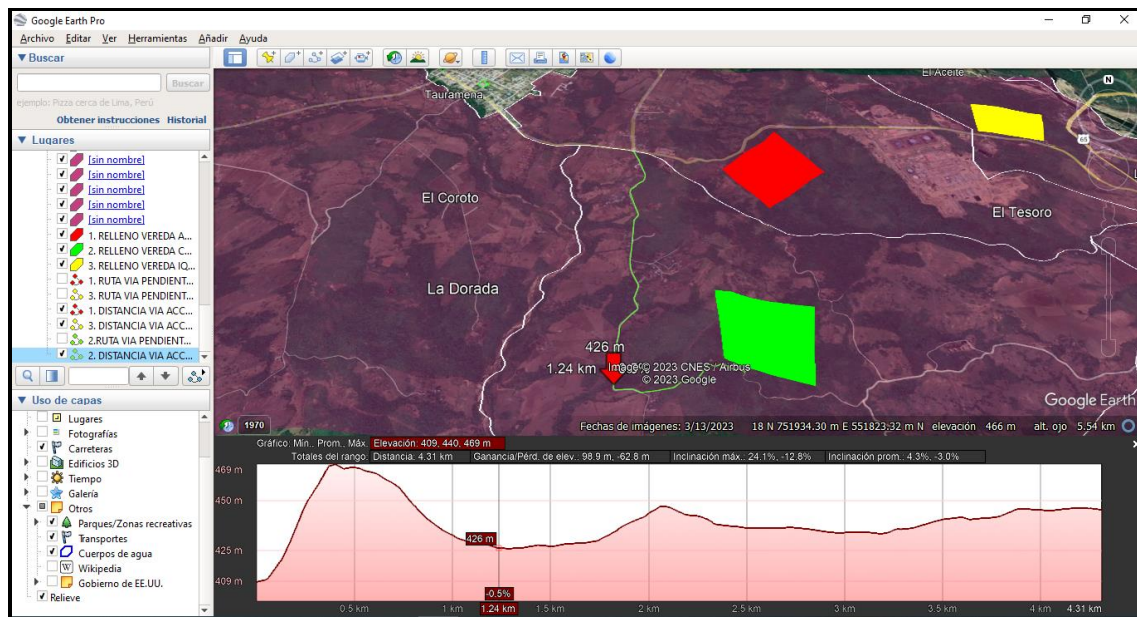 Google Earth Pro
Archivo Editar Ver Herramientas Añadir Ayuda
Buscar
Buscar
ejemplo: Pizza cerca de Lima, Perú
Obtener instrucciones Historial
Lugares
[sin nombre]
[sin nombre]
[sin nombre]
[sin nombre]
[sin nombre]
1. RELLENO VEREDA A...
2. RELLENO VEREDA C...
3. RELLENO VEREDA IQ...
1. RUTA VIA PENDIENT...
3. RUTA VIA PENDIENT...
1. DISTANCIA VIA ACC...
3. DISTANCIA VIA ACC...
2.RUTA VIA PENDIENT...
2. DISTANCIA VIA ACC...
Uso de capas
Lugares
Fotografías
Carreteras
Edificios 3D
Tiempo
Galería
Otros
Parques/Zonas recreativas
Transportes
Cuerpos de agua
Wikipedia
Gobierno de EE.UU.
Relieve
El Aceite
N
Tauramena
65
El Coroto
El Tesoro
La Dorada
426 m
1.24 km
Image © 2023 CNES / Airbus
© 2023 Google
Google Earth
1970
Fechas de imágenes: 3/13/2023 18 N 751934.30 m E 551823.32 m N elevación 466 m alt. ojo 5.54 km
Gráfico: Mín., Prom., Máx. Elevación: 409, 440, 469 m
Totales del rango: Distancia: 4.31 km Ganancia/Pérd. de elev.: 98.9 m, -62.8 m Inclinación máx.: 24.1%, -12.8% Inclinación prom.: 4.3%, -3.0%
469 m
450 m
426 m
425 m
409 m
-0.5%
0.5 km 1 km 1.24 km 1.5 km 2 km 2.5 km 3 km 3.5 km 4 km 4.31 km